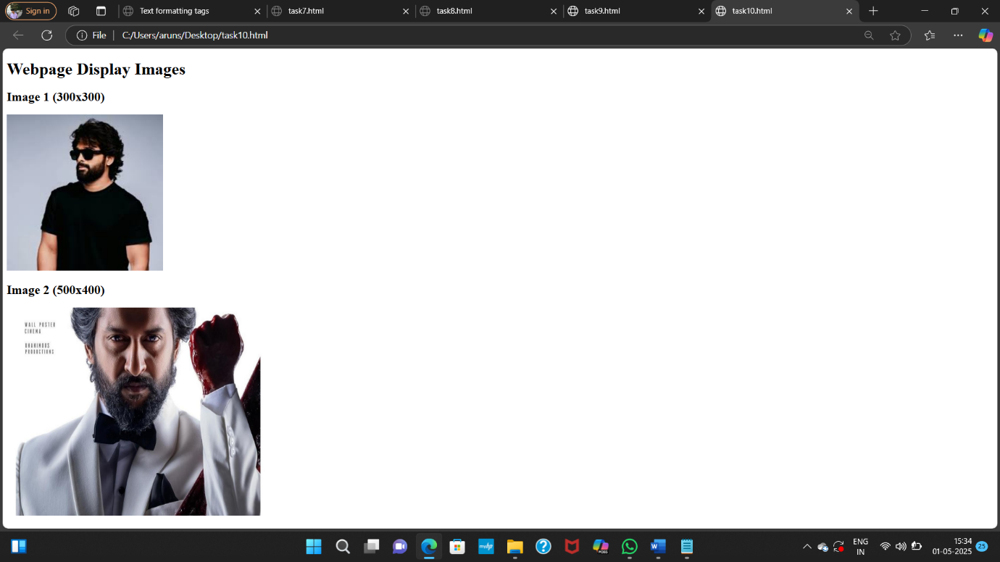 Sign in
Text formatting tags
task7.html
task8.html
task9.html
task10.html
File
C:/Users/aruns/Desktop/task10.html
Webpage Display Images
Image 1 (300x300)
Image 2 (500x400)
WALL POSTER
CINEMA
UNANIMOUS
PRODUCTIONS
myhp
M365
W
ENG
IN
15:34
01-05-2025
25